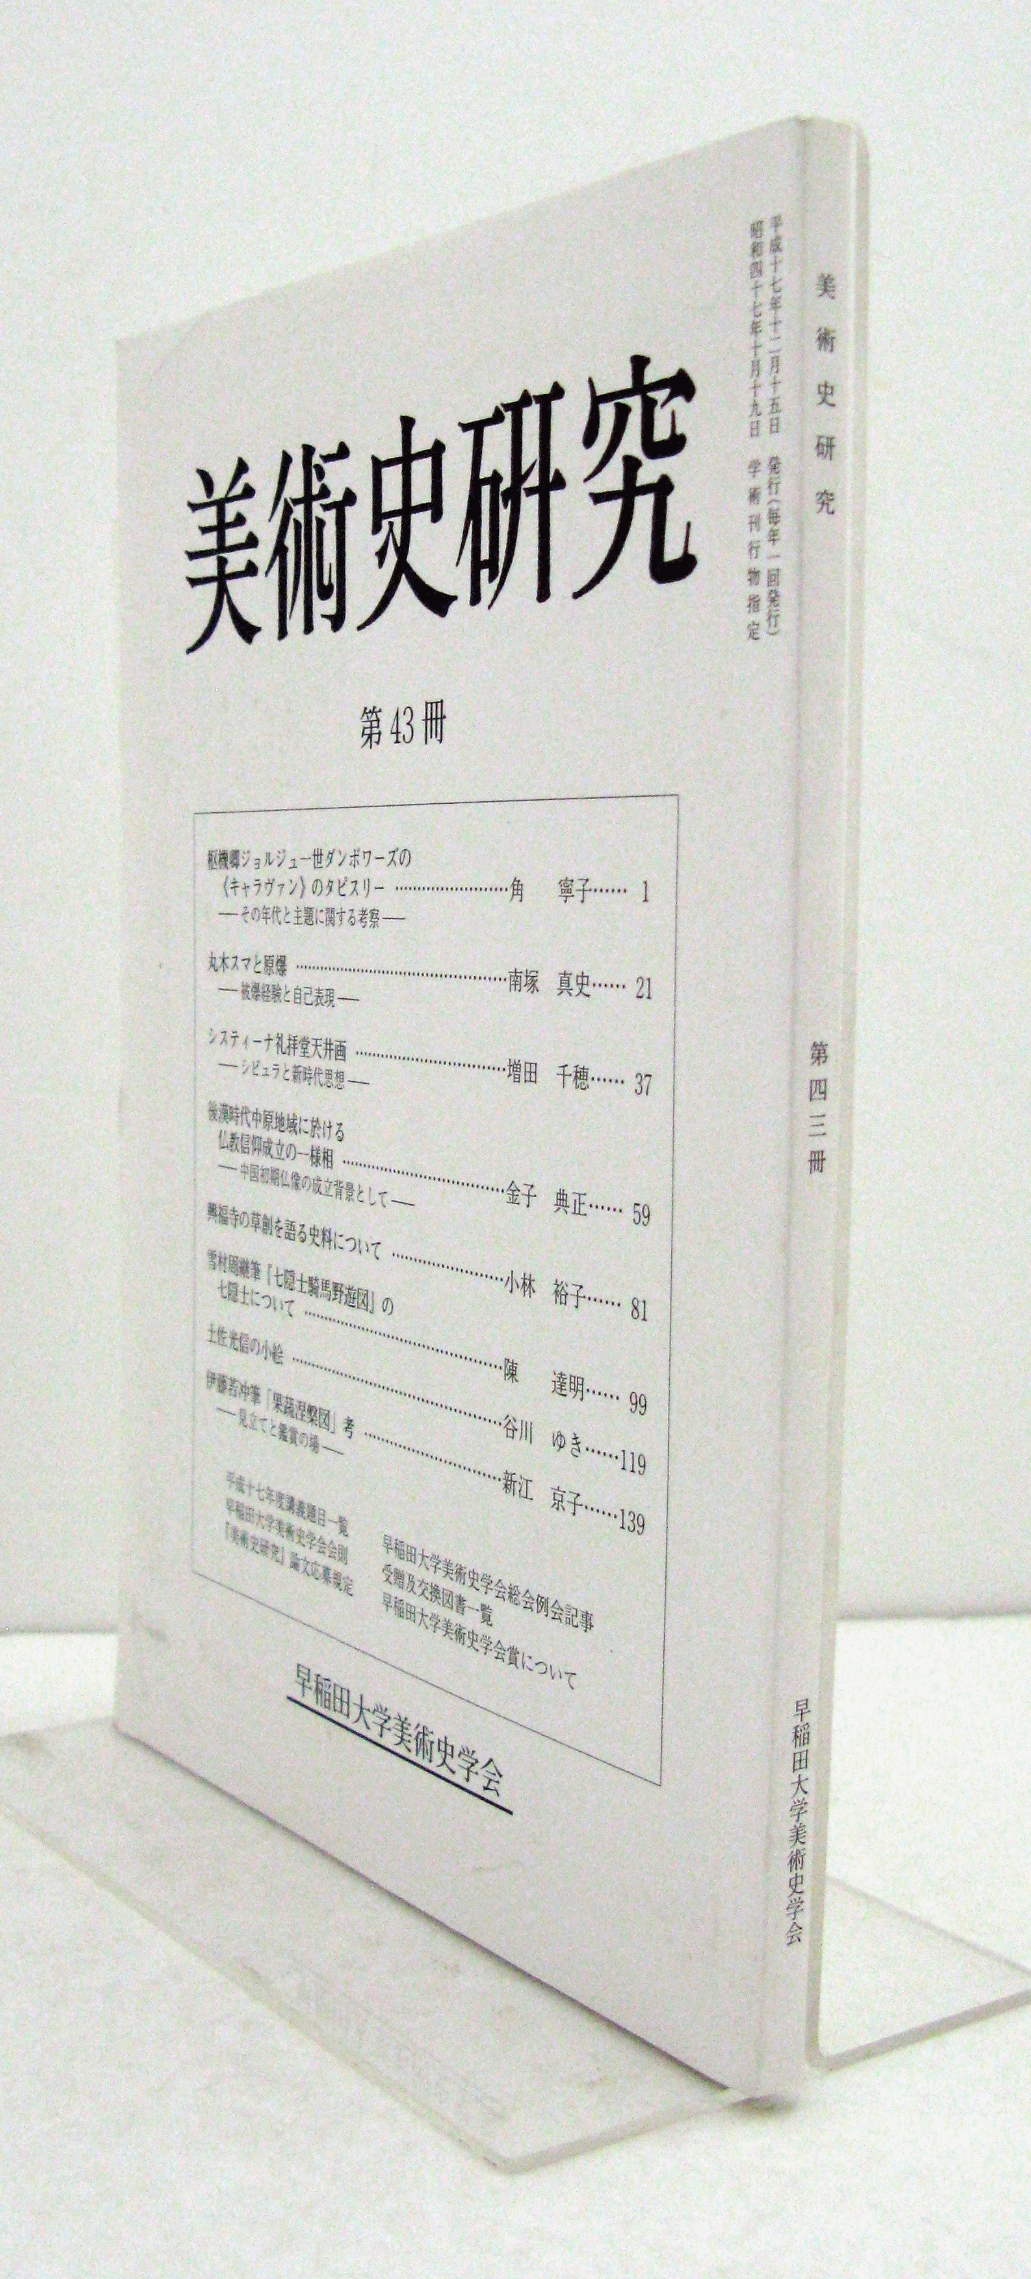 平成十七年十二月十五日 発行(毎年一回発行)
昭和四十七年十月十九日 学術刊行物指定
美術史研究
第43冊
枢機卿ジョルジュ一世ダンボワーズの
《キャラヴァン》のタピスリー ……………………角 寧子…… 1
――その年代と主題に関する考察――
丸木スマと原爆 ……………………………………南塚 真史…… 21
――被爆経験と自己表現――
システィーナ礼拝堂天井画 …………………………増田 千穂…… 37
――シビュラと新時代思想――
後漢時代中原地域に於ける
仏教信仰成立の一様相 ……………………………金子 典正…… 59
――中国初期仏像の成立背景として――
興福寺の草創を語る史料について …………………小林 裕子…… 81
雪村周継筆『七隠士騎馬野遊図』の
七隠士について …………………………………陳 達明…… 99
土佐光信の小絵 ……………………………………谷川 ゆき……119
伊藤若冲筆「果蔬涅槃図」考 ………………………新江 京子……139
――見立てと鑑賞の場――
平成十七年度講義題目一覧
早稲田大学美術史学会会則
『美術史研究』論文応募規定
早稲田大学美術史学会総会例会記事
受贈及交換図書一覧
早稲田大学美術史学会賞について
早稲田大学美術史学会
美術史研究
第四三冊
早稲田大学美術史学会